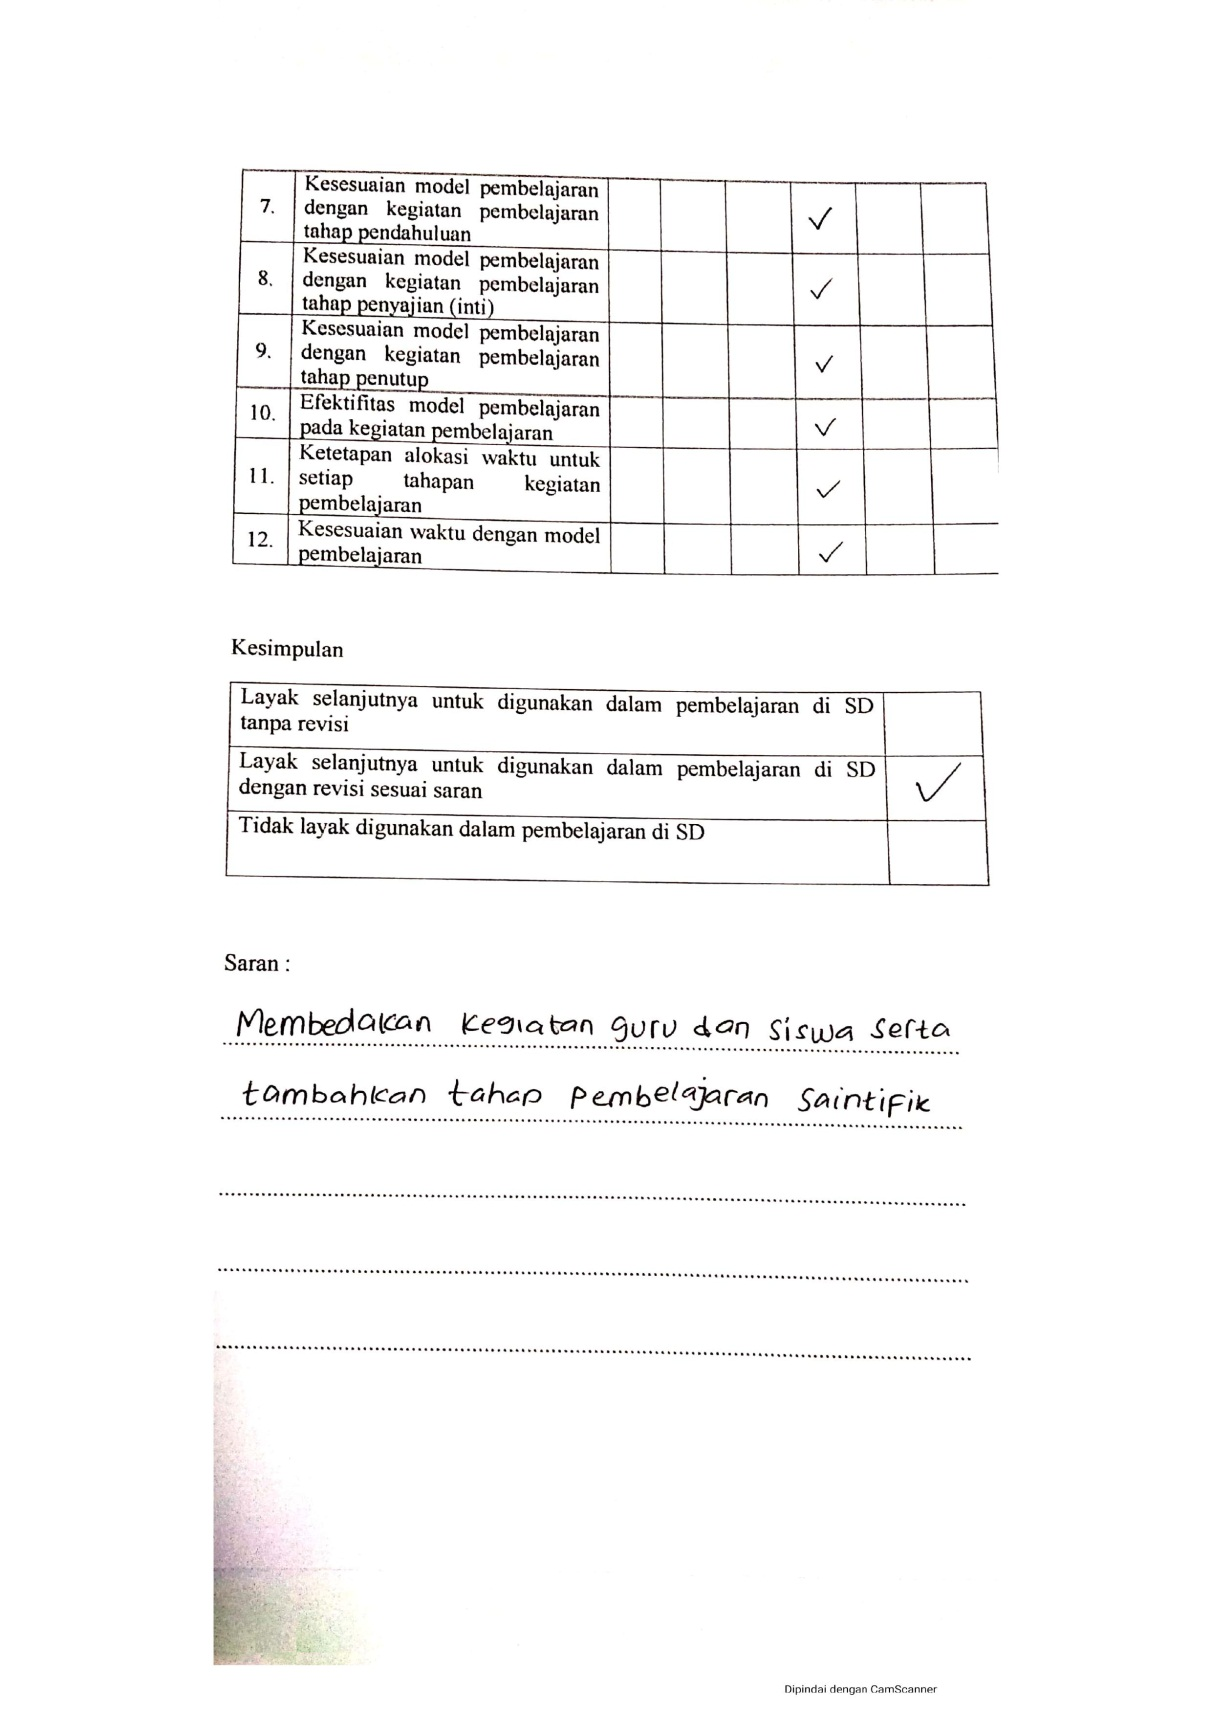 Kesesuaian model pembelajaran
7. dengan kegiatan pembelajaran ✓
tahap pendahuluan
Kesesuaian model pembelajaran
8. dengan kegiatan pembelajaran ✓
tahap penyajian (inti)
Kesesuaian model pembelajaran
9. dengan kegiatan pembelajaran ✓
tahap penutup
10. Efektifitas model pembelajaran ✓
pada kegiatan pembelajaran
Ketetapan alokasi waktu untuk
11. setiap tahapan kegiatan ✓
pembelajaran
12. Kesesuaian waktu dengan model ✓
pembelajaran
Kesimpulan
Layak selanjutnya untuk digunakan dalam pembelajaran di SD
tanpa revisi
Layak selanjutnya untuk digunakan dalam pembelajaran di SD ✓
dengan revisi sesuai saran
Tidak layak digunakan dalam pembelajaran di SD
Saran :
Membedakan kegiatan guru dan siswa serta
tambahkan tahap pembelajaran saintifik
Dipindai dengan CamScanner